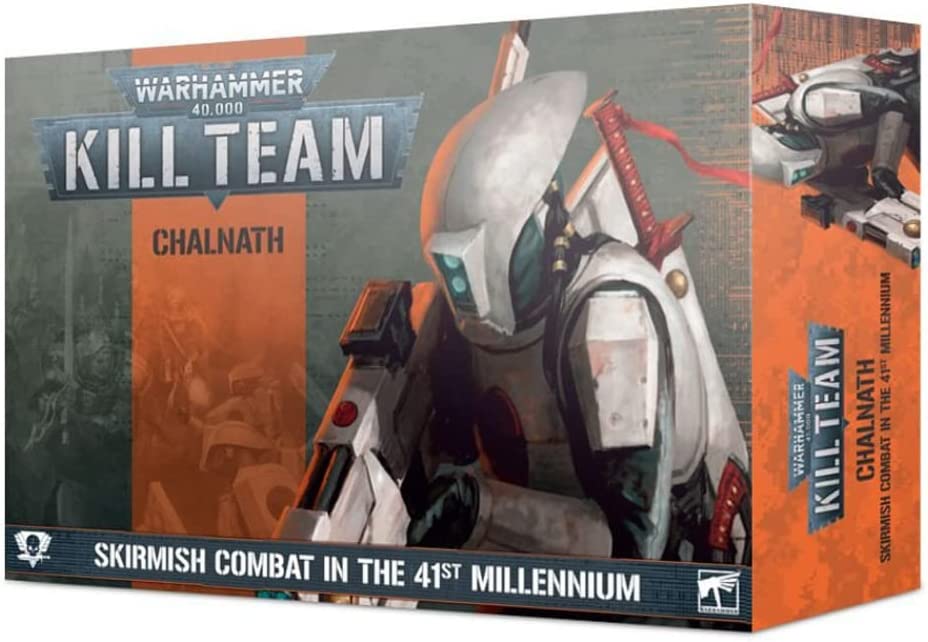 WARHAMMER
40,000
KILL TEAM
CHALNATH
SKIRMISH COMBAT IN THE 41ST MILLENNIUM
WARHAMMER
WARHAMMER
40,000
KILL TEAM
CHALNATH
SKIRMISH COMBAT IN THE 41ST MILLENNIUM